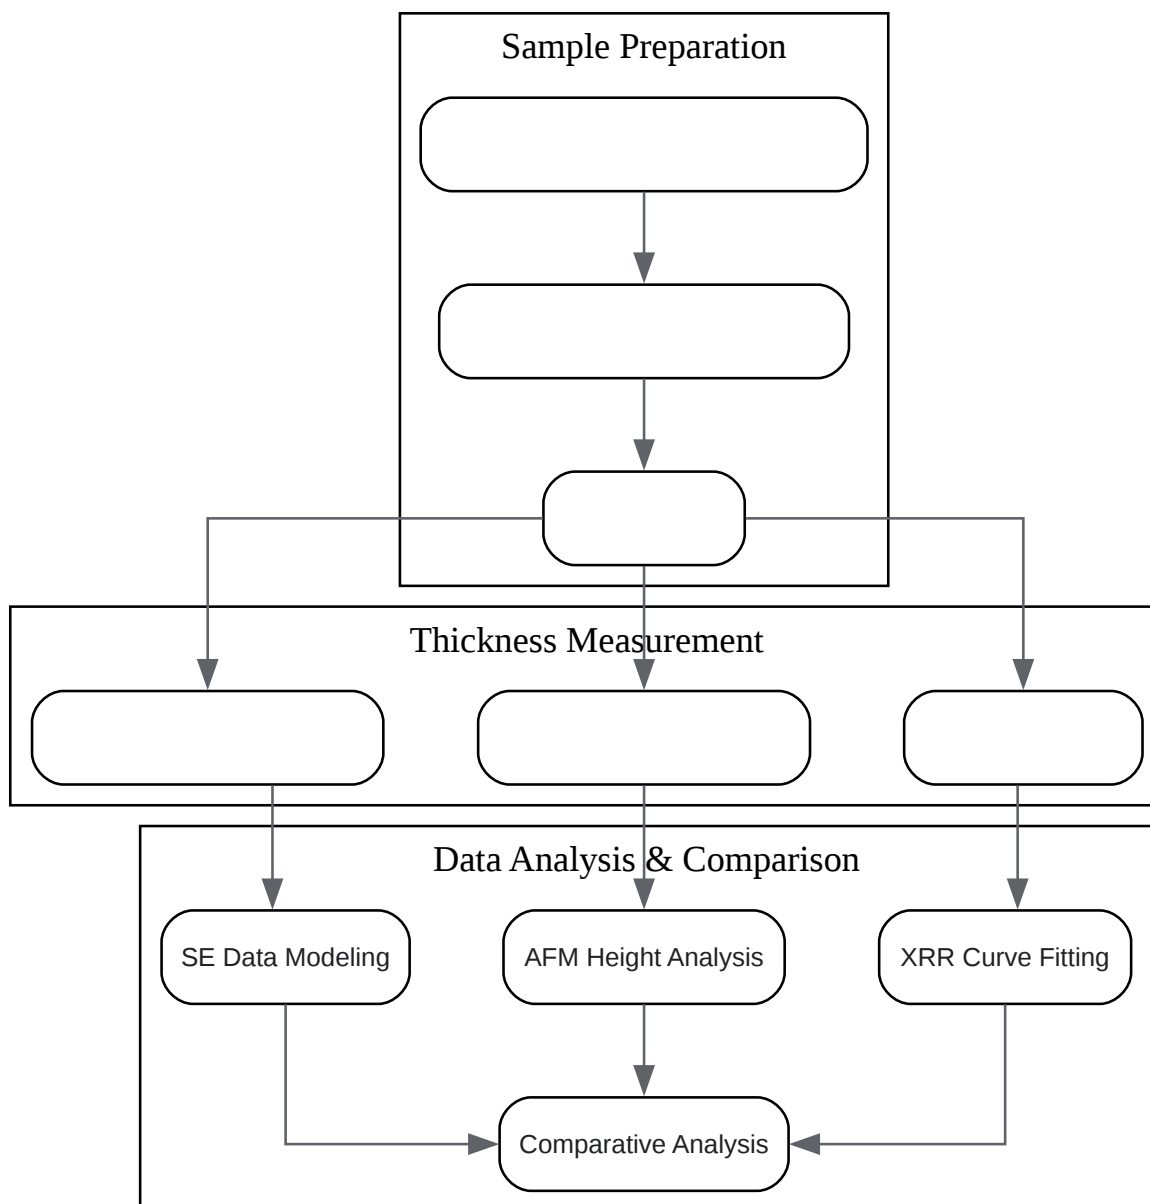 Sample Preparation
Thickness Measurement
Data Analysis & Comparison
SE Data Modeling
AFM Height Analysis
XRR Curve Fitting
Comparative Analysis